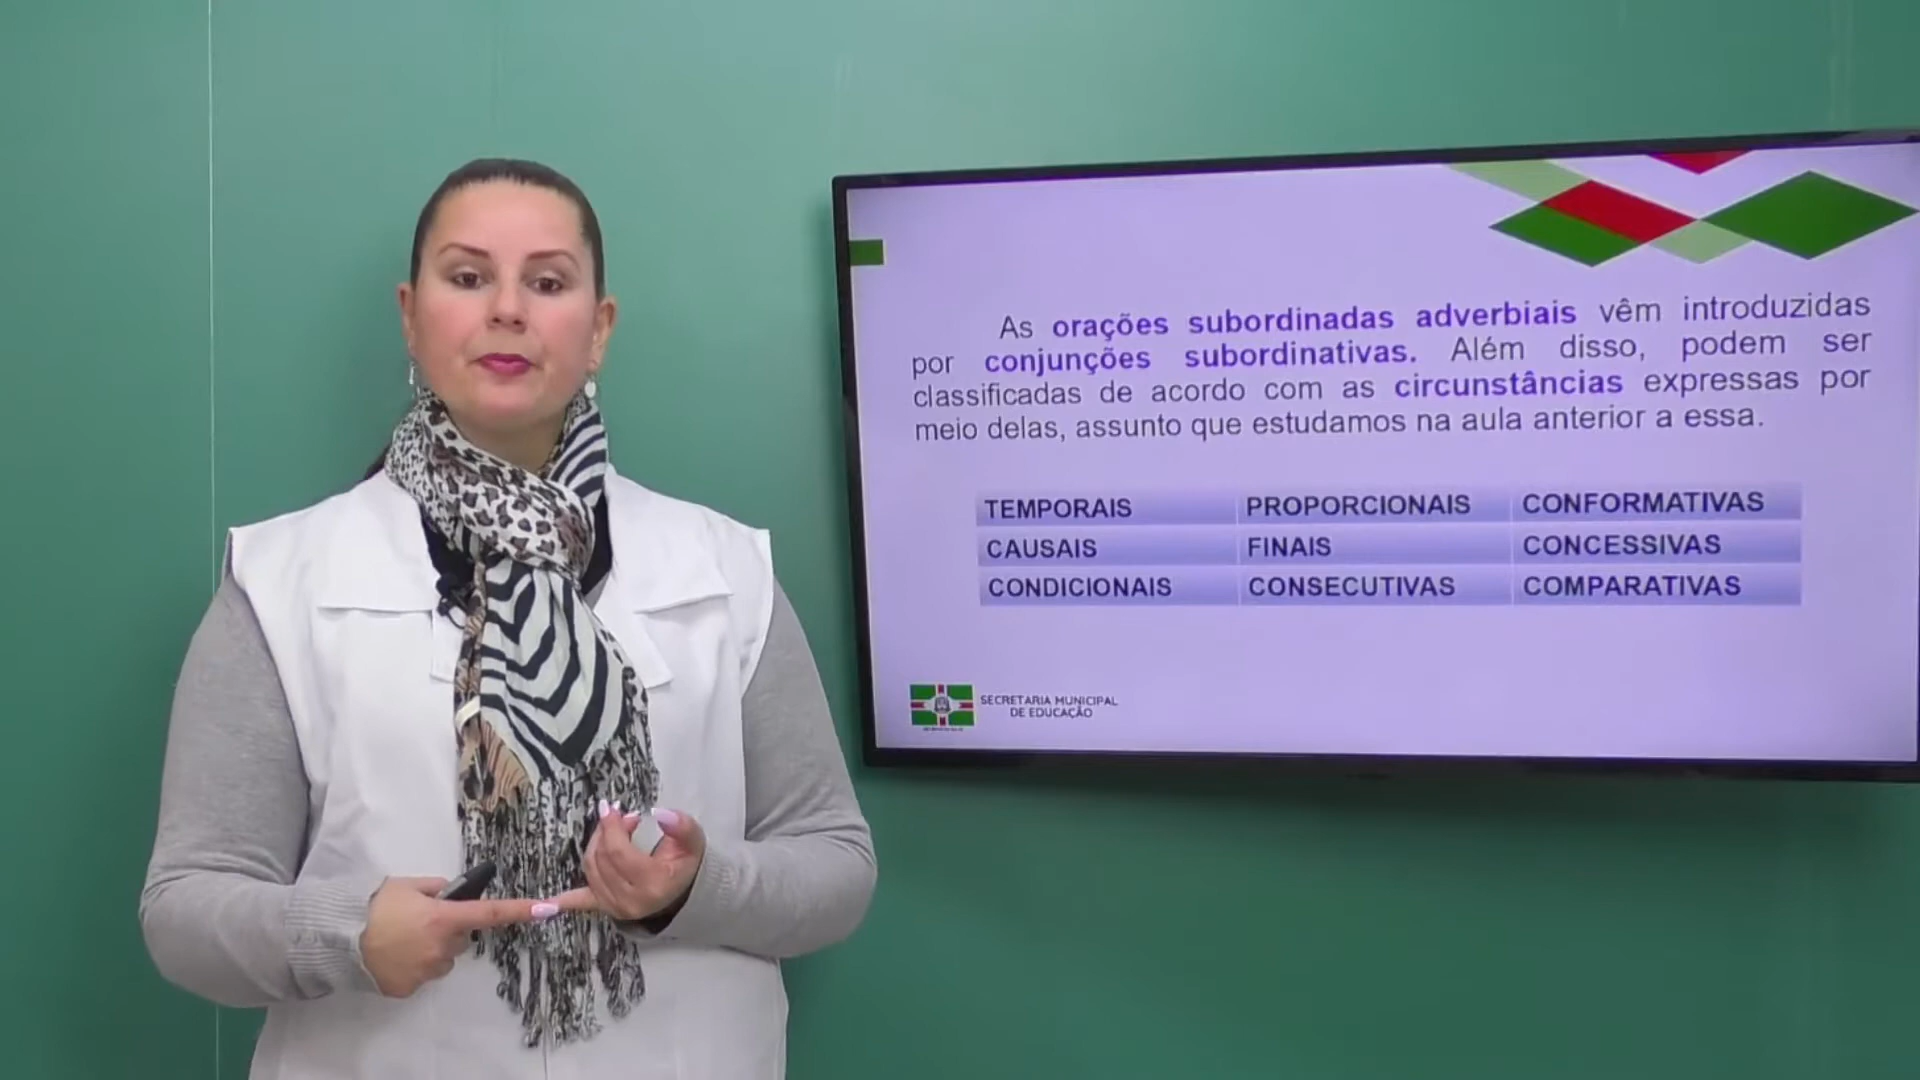 As orações subordinadas adverbiais vêm introduzidas
por conjunções subordinativas. Além disso, podem ser
classificadas de acordo com as circunstâncias expressas por
meio delas, assunto que estudamos na aula anterior a essa.
TEMPORAIS PROPORCIONAIS CONFORMATIVAS
CAUSAIS FINAIS CONCESSIVAS
CONDICIONAIS CONSECUTIVAS COMPARATIVAS
SECRETARIA MUNICIPAL
DE EDUCAÇÃO